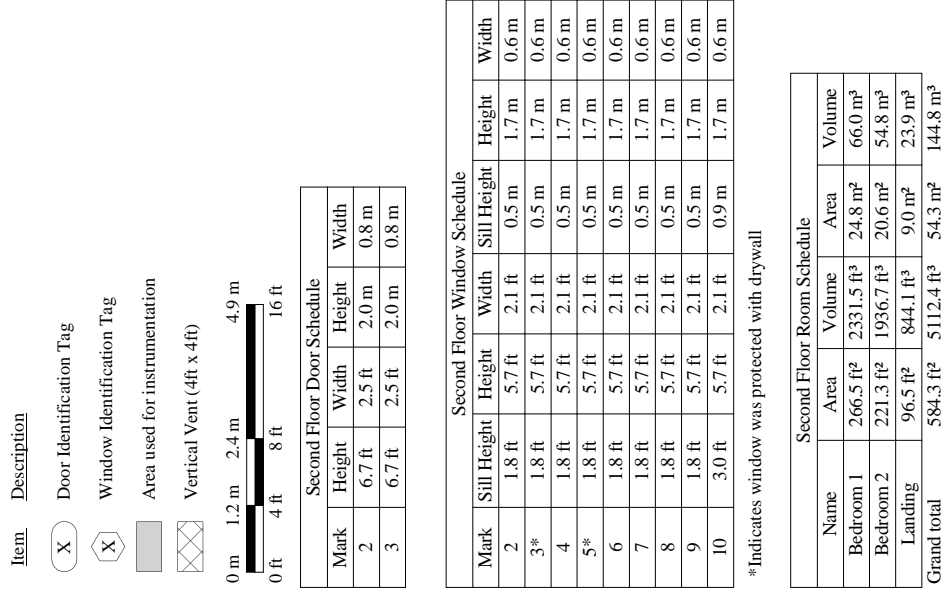 Item Description
X Door Identification Tag
X Window Identification Tag
Area used for instrumentation
Vertical Vent (4ft x 4ft)
0 m 1.2 m 2.4 m 4.9 m
0 ft 4 ft 8 ft 16 ft
Second Floor Door Schedule
Mark Height Width Height Width
2 6.7 ft 2.5 ft 2.0 m 0.8 m
3 6.7 ft 2.5 ft 2.0 m 0.8 m
Second Floor Window Schedule
Mark Sill Height Height Width Sill Height Height Width
2 1.8 ft 5.7 ft 2.1 ft 0.5 m 1.7 m 0.6 m
3* 1.8 ft 5.7 ft 2.1 ft 0.5 m 1.7 m 0.6 m
4 1.8 ft 5.7 ft 2.1 ft 0.5 m 1.7 m 0.6 m
5* 1.8 ft 5.7 ft 2.1 ft 0.5 m 1.7 m 0.6 m
6 1.8 ft 5.7 ft 2.1 ft 0.5 m 1.7 m 0.6 m
7 1.8 ft 5.7 ft 2.1 ft 0.5 m 1.7 m 0.6 m
8 1.8 ft 5.7 ft 2.1 ft 0.5 m 1.7 m 0.6 m
9 1.8 ft 5.7 ft 2.1 ft 0.5 m 1.7 m 0.6 m
10 3.0 ft 5.7 ft 2.1 ft 0.9 m 1.7 m 0.6 m
*Indicates window was protected with drywall
Second Floor Room Schedule
Name Area Volume Area Volume
Bedroom 1 266.5 ft² 2331.5 ft³ 24.8 m² 66.0 m³
Bedroom 2 221.3 ft² 1936.7 ft³ 20.6 m² 54.8 m³
Landing 96.5 ft² 844.1 ft³ 9.0 m² 23.9 m³
Grand total 584.3 ft² 5112.4 ft³ 54.3 m² 144.8 m³